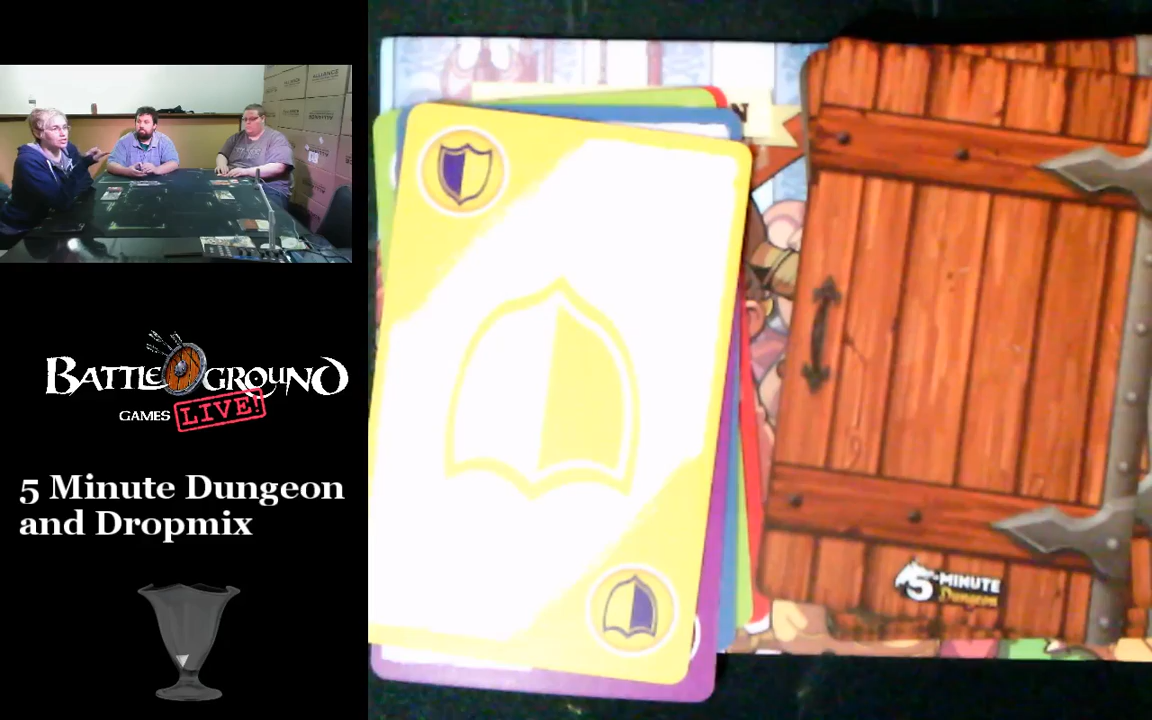 BATTLEGROUND
GAMES LIVE!
5 Minute Dungeon
and Dropmix
N
5-MINUTE
Dungeon